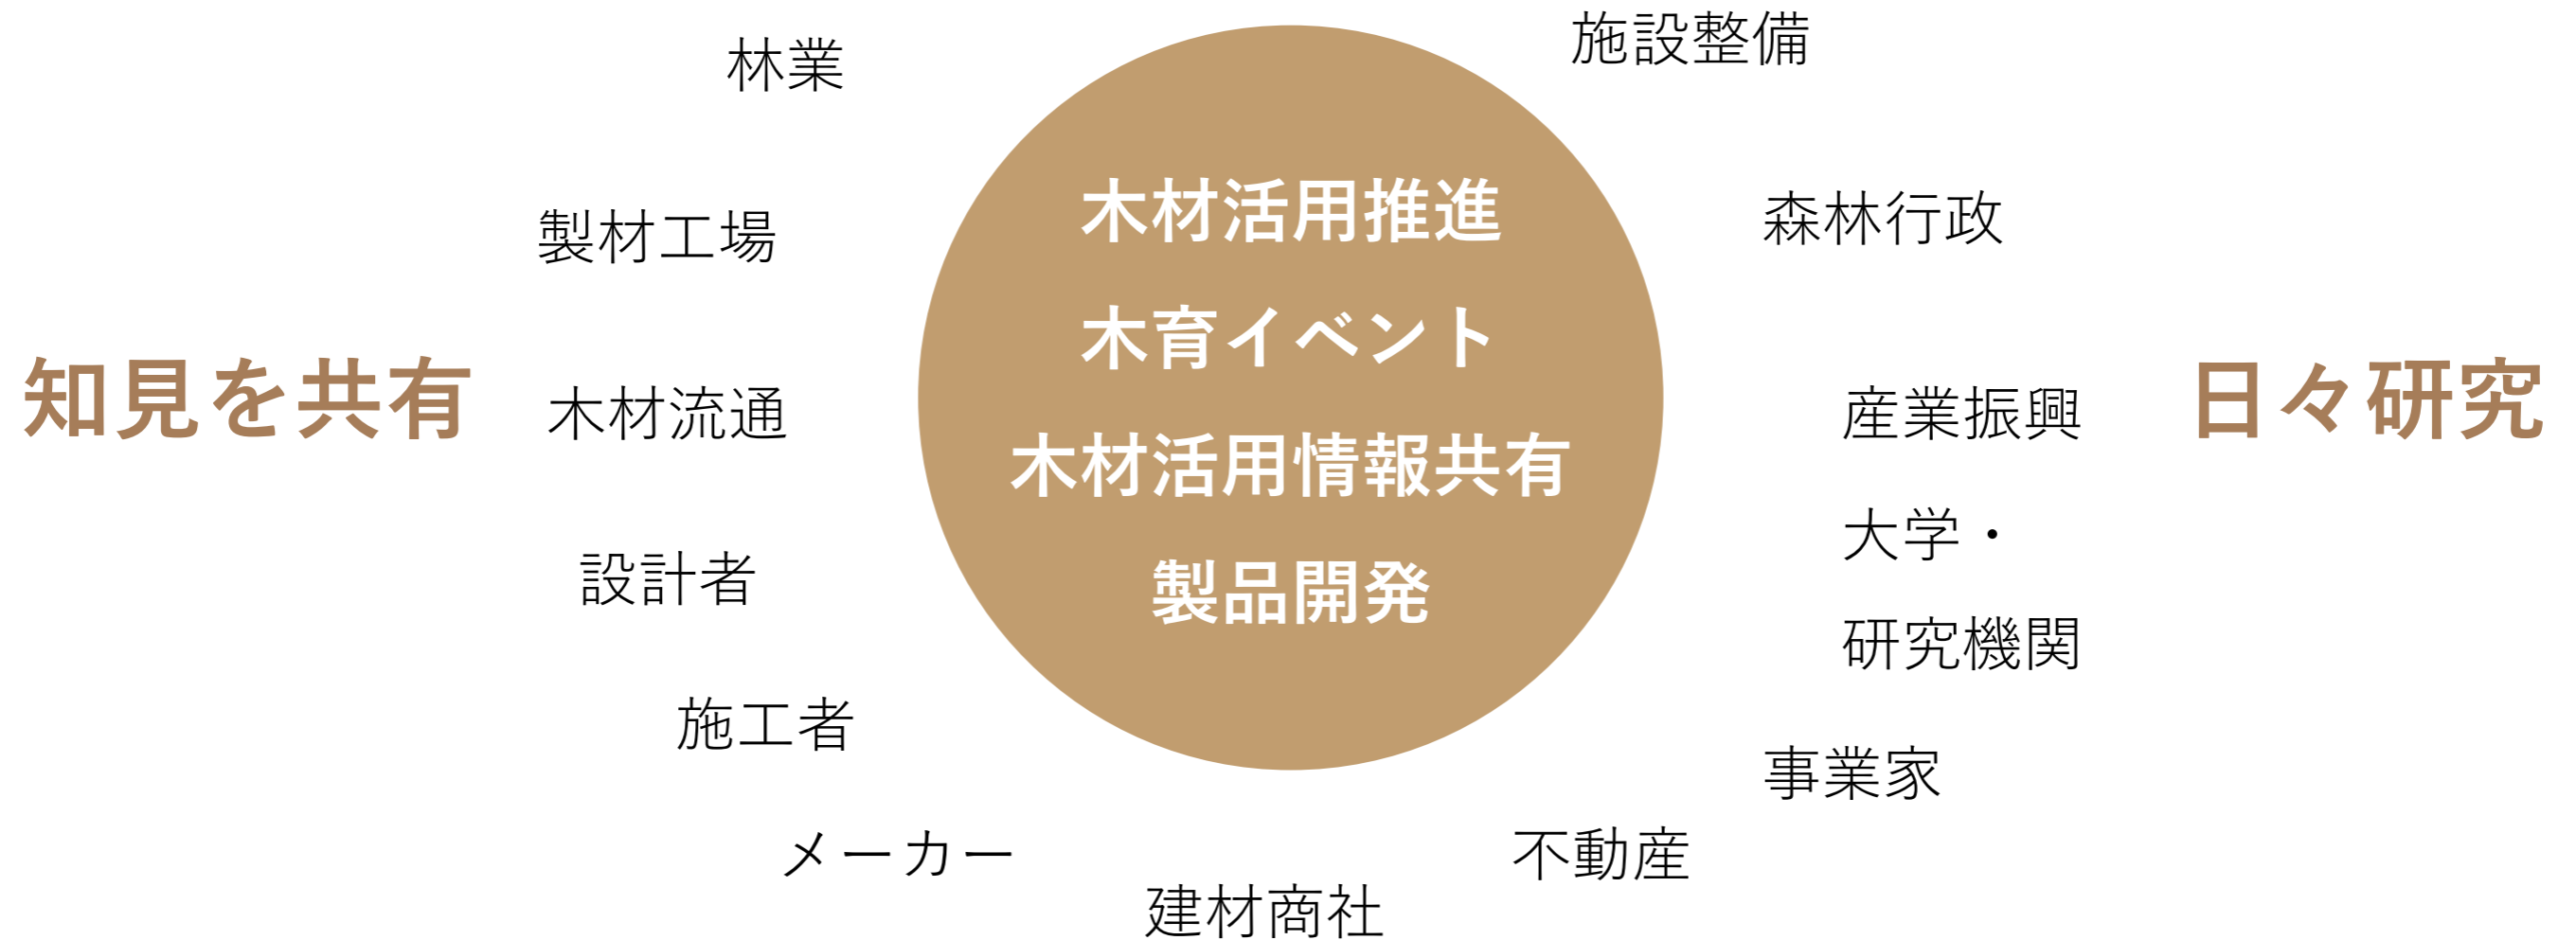 施設整備
林業
木材活用推進
森林行政
製材工場
木育イベント
知見を共有
木材流通
産業振興
日々研究
木材活用情報共有
大学・
設計者
製品開発
研究機関
施工者
事業家
メーカー
不動産
建材商社